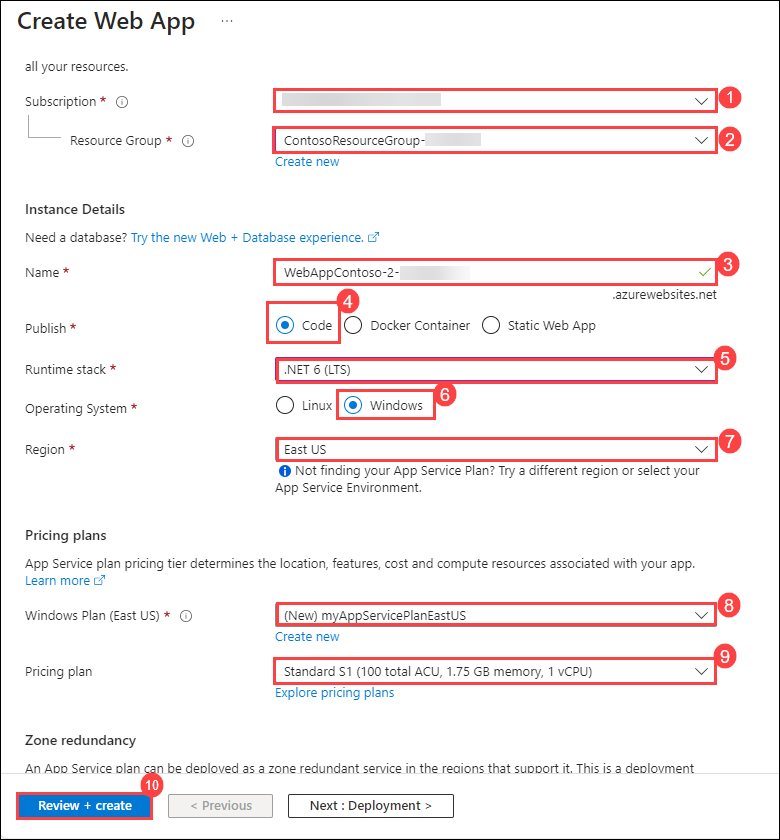 Create Web App ...
all your resources.
Subscription * 1
Resource Group * ContosoResourceGroup- 2
Create new
Instance Details
Need a database? Try the new Web + Database experience.
Name * WebAppContoso-2- 3
.azurewebsites.net
4
Publish * Code Docker Container Static Web App
Runtime stack * .NET 6 (LTS) 5
Operating System * Linux Windows 6
Region * East US 7
Not finding your App Service Plan? Try a different region or select your
App Service Environment.
Pricing plans
App Service plan pricing tier determines the location, features, cost and compute resources associated with your app.
Learn more
Windows Plan (East US) * (New) myAppServicePlanEastUS 8
Create new
Pricing plan Standard S1 (100 total ACU, 1.75 GB memory, 1 vCPU) 9
Explore pricing plans
Zone redundancy
An App Service plan can be deployed as a zone redundant service in the regions that support it. This is a deployment
10
Review + create < Previous Next : Deployment >